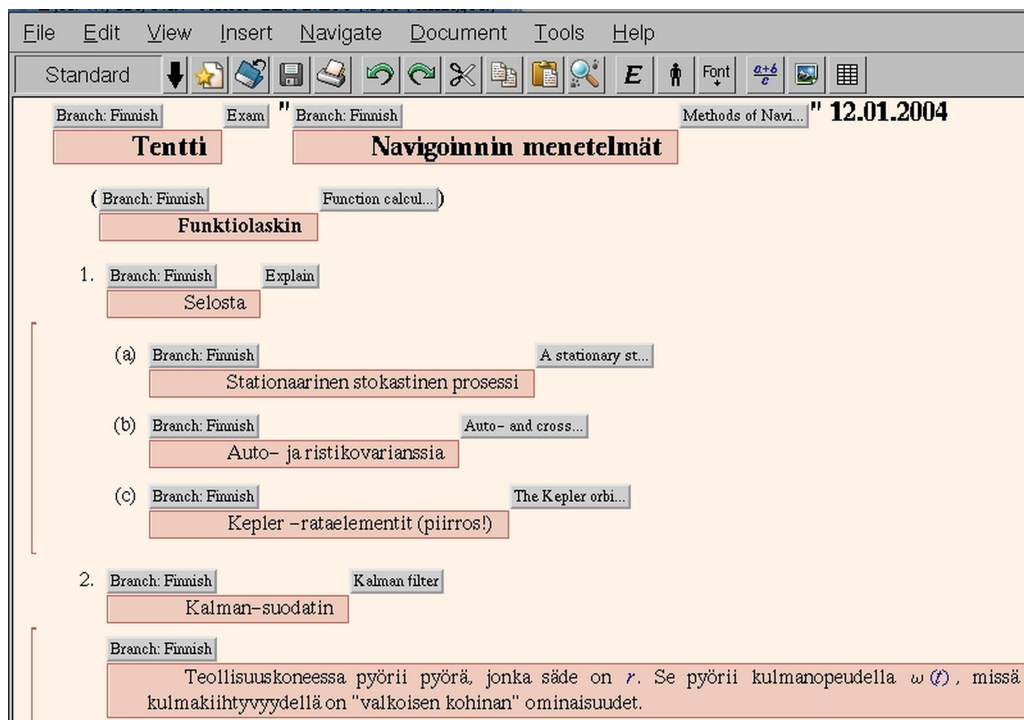 File Edit View Insert Navigate Document Tools Help
Standard E Font a+b c
Branch: Finnish Exam " Branch: Finnish Methods of Navi... " 12.01.2004
Tentti Navigoinnin menetelmät
( Branch: Finnish Function calcul... )
Funktiolaskin
1. Branch: Finnish Explain
Selosta
(a) Branch: Finnish A stationary st...
Stationaarinen stokastinen prosessi
(b) Branch: Finnish Auto- and cross...
Auto- ja ristikovarianssia
(c) Branch: Finnish The Kepler orbi...
Kepler -rataelementit (piirros!)
2. Branch: Finnish Kalman filter
Kalman-suodatin
Branch: Finnish
Teollisuuskoneessa pyörii pyörä, jonka säde on r. Se pyörii kulmanopeudella ω(t), missä
kulmakiihtyvyydellä on "valkoisen kohinan" ominaisuudet.